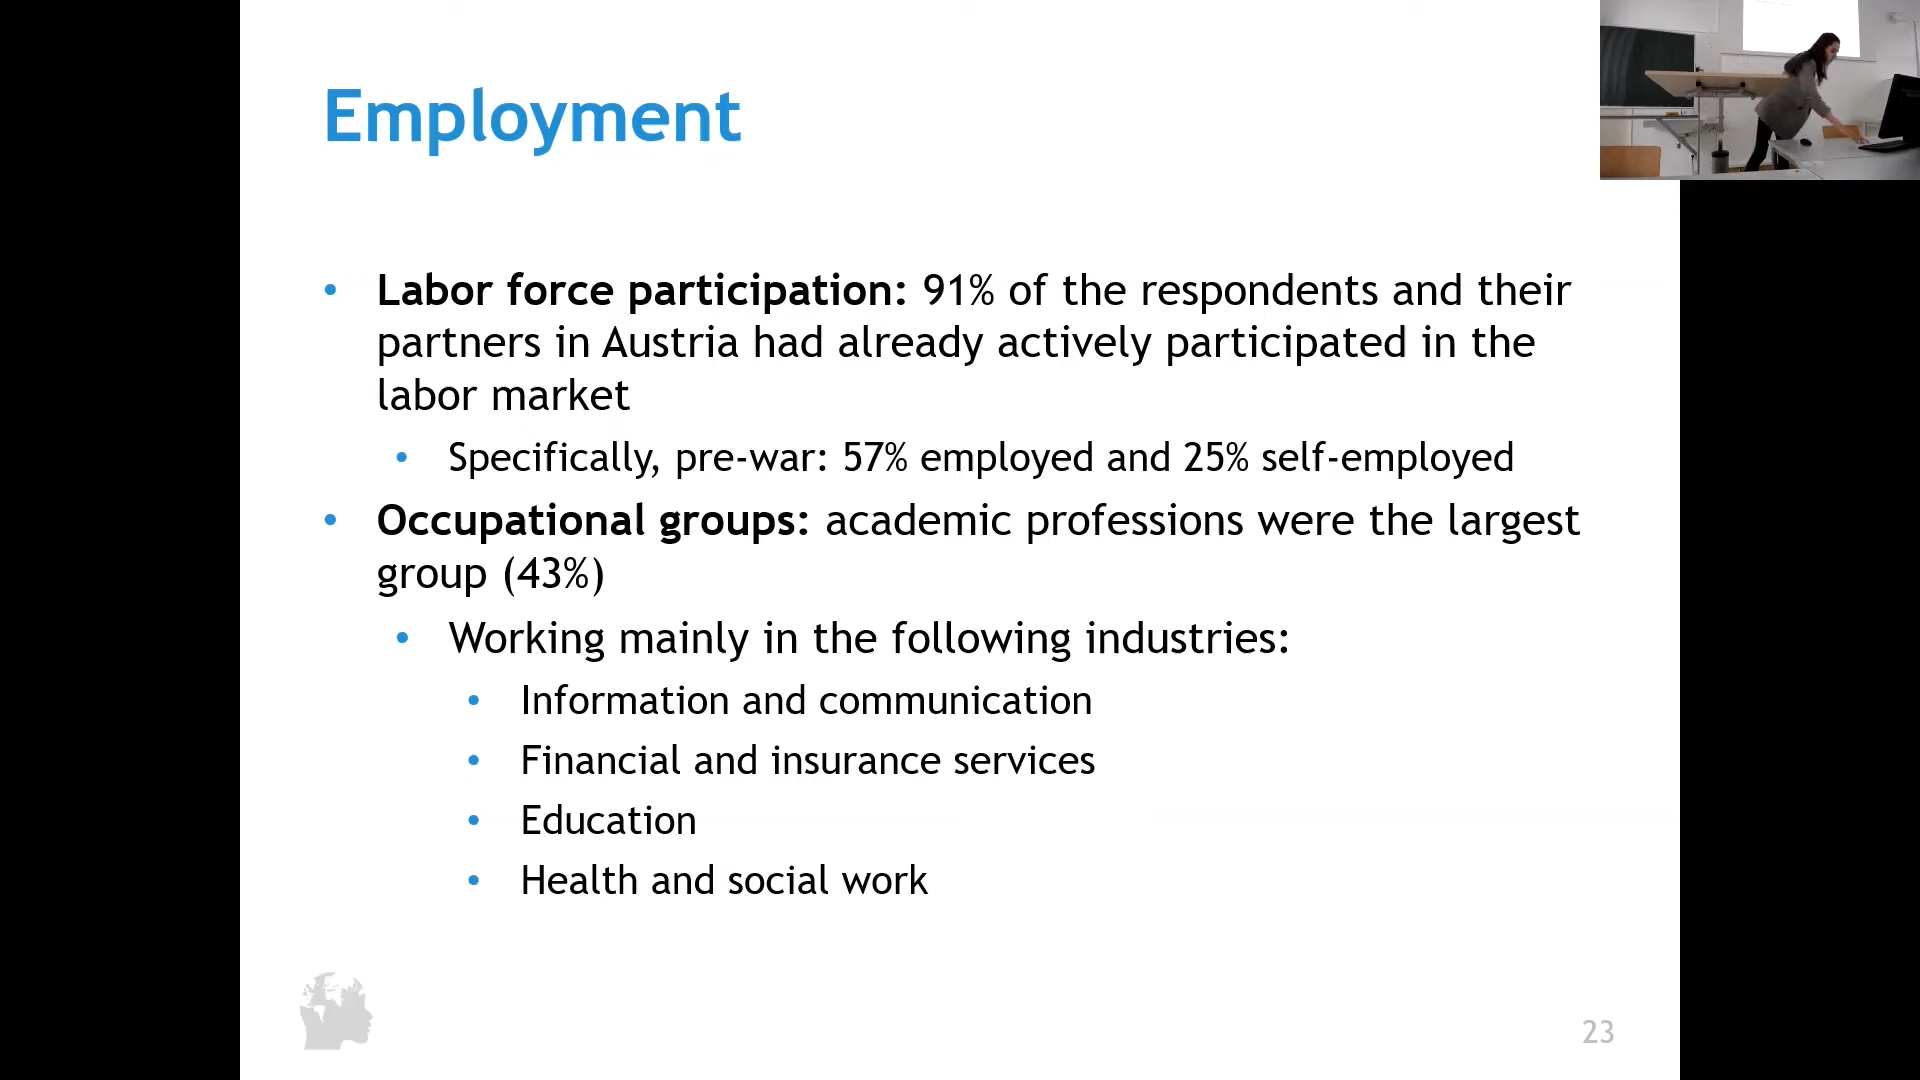 Employment
• Labor force participation: 91% of the respondents and their
partners in Austria had already actively participated in the
labor market
• Specifically, pre-war: 57% employed and 25% self-employed
• Occupational groups: academic professions were the largest
group (43%)
• Working mainly in the following industries:
• Information and communication
• Financial and insurance services
• Education
• Health and social work
23